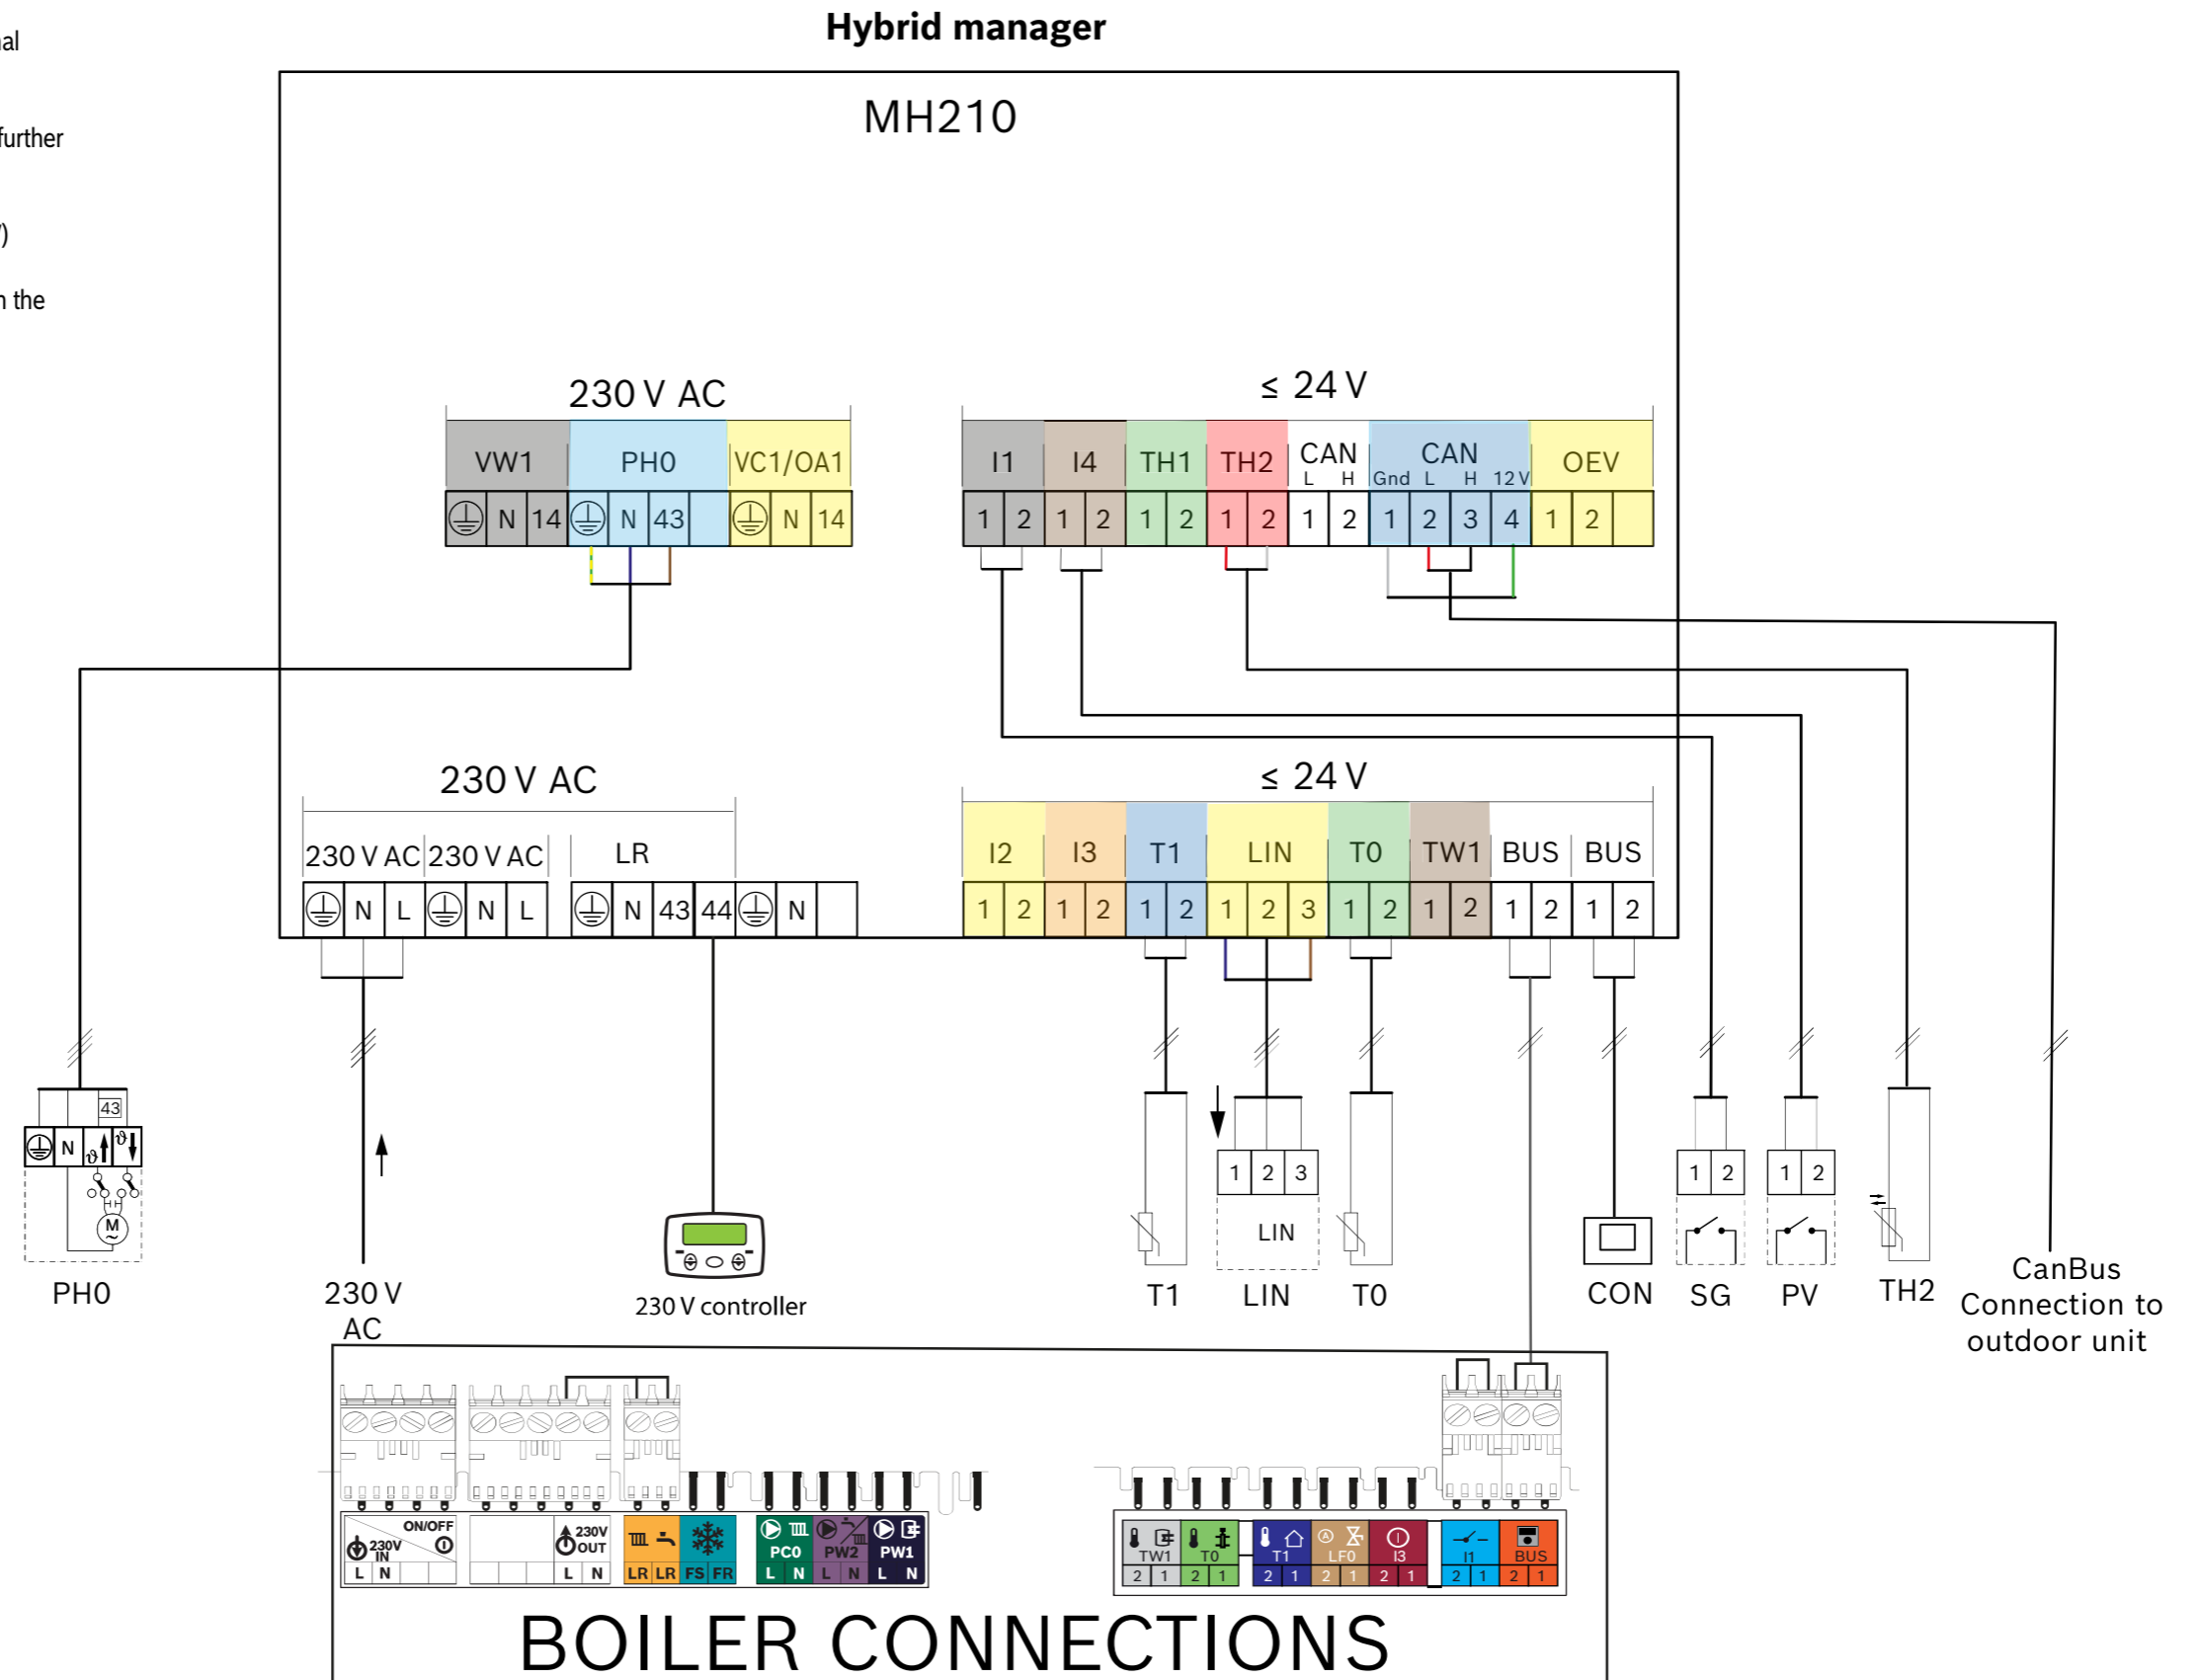 Hybrid manager
al
further
)
n the
MH210
230 V AC
≤ 24 V
VW1 PH0 VC1/OA1
N 14 N 43 N 14
I1 I4 TH1 TH2 CAN CAN OEV
L H Gnd L H 12 V
1 2 1 2 1 2 1 2 1 2 1 2 3 4 1 2
230 V AC
≤ 24 V
230 V AC 230 V AC LR
N L N L N 43 44 N
I2 I3 T1 LIN T0 TW1 BUS BUS
1 2 1 2 1 2 1 2 3 1 2 1 2 1 2 1 2
43
N ϑ ϑ
M
~
PH0
230 V
AC
230 V controller
T1
1 2 3
LIN
LIN
T0
CON
1 2
SG
1 2
PV
TH2
CanBus
Connection to
outdoor unit
ON/OFF
230V
IN
L N
230V
OUT
L N
LR LR FS FR
PC0 PW2 PW1
L N L N L N
A
TW1 T0 T1 LF0 I3 I1 BUS
2 1 2 1 2 1 2 1 2 1 2 1 2 1
BOILER CONNECTIONS